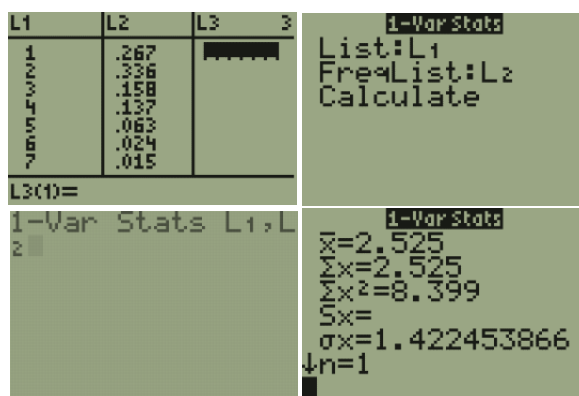 L1 L2 L3 3
1 .267
2 .336
3 .158
4 .137
5 .063
6 .024
7 .015
L3(1)=
1-Var Stats
List:L1
FreqList:L2
Calculate
1-Var Stats L1,L
2
1-Var Stats
x̄=2.525
Σx=2.525
Σx²=8.399
Sx=
σx=1.422453866
↓n=1